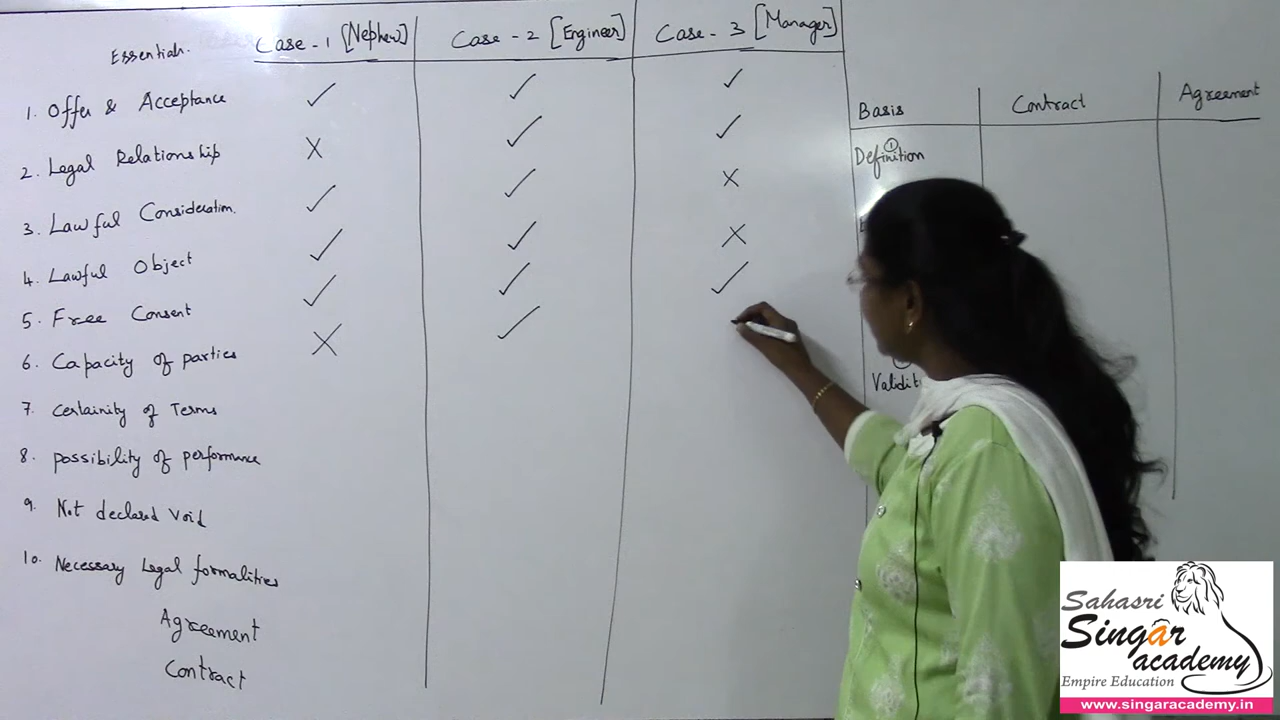 Essentials. Case - 1 [Nephew] Case - 2 [Engineer] Case - 3 [Manager]
1. Offer & Acceptance ✓ ✓ ✓
2. Legal Relationship X ✓ ✓
3. Lawful Consideration. ✓ ✓ X
4. Lawful Object ✓ ✓ X
5. Free Consent ✓ ✓ ✓
6. Capacity of parties X ✓
7. Certainity of Terms
8. possibility of performance
9. Not declared void
10. Necessary Legal formalities
Agreement
Contract
Basis Contract Agreement
①
Definition
Sahasri
Singar
academy
Empire Education
www.singaracademy.in